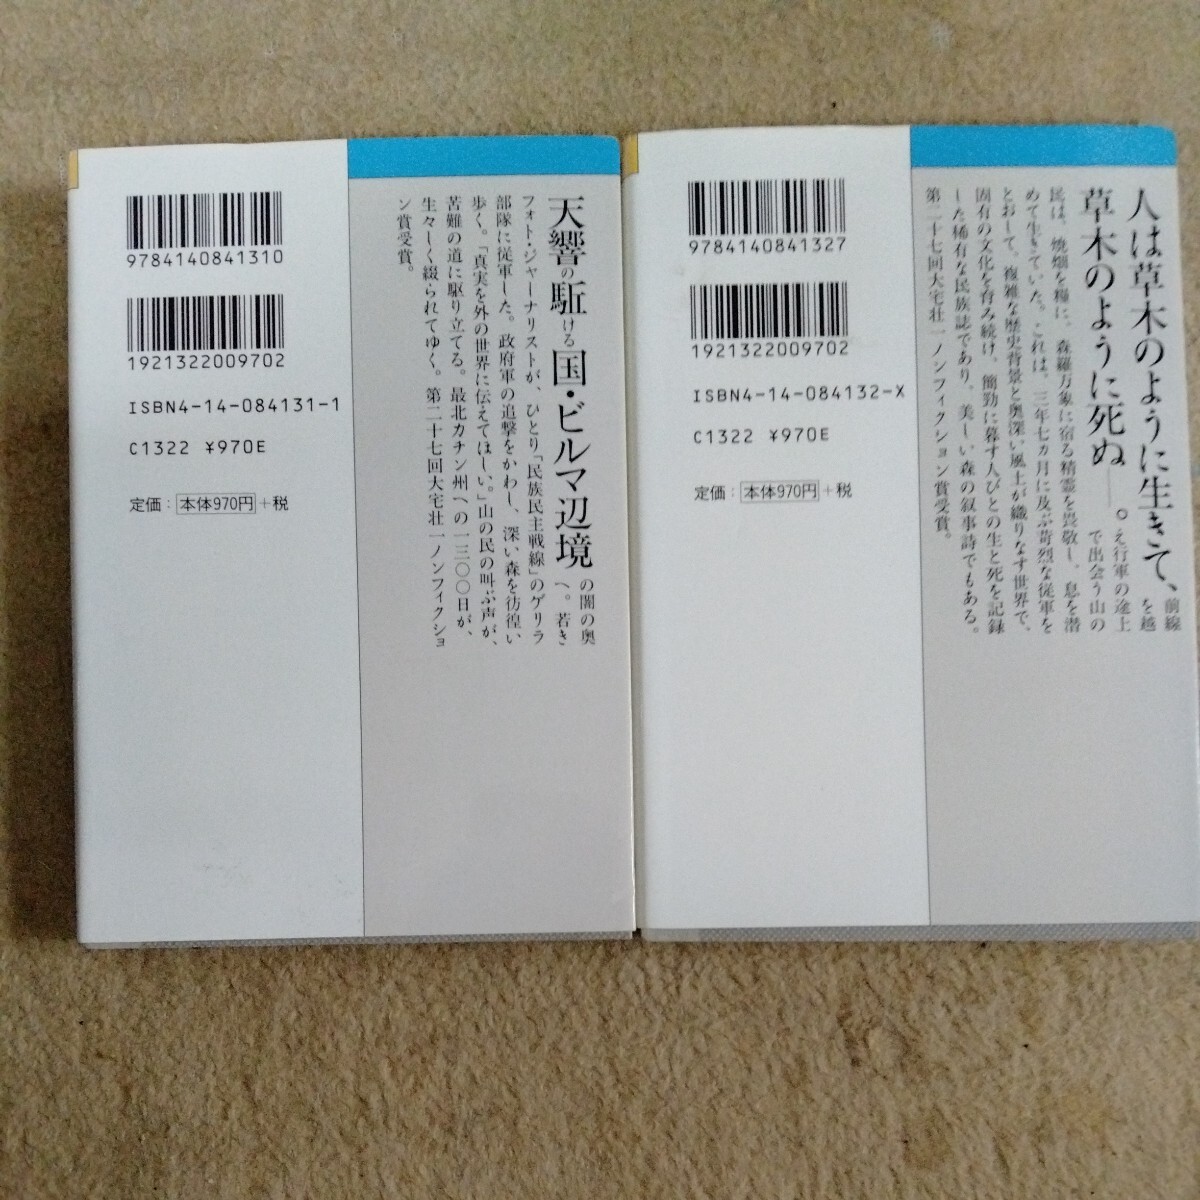 9784140841310
1921322009702
ISBN4-14-084131-1
C1322 ¥970E
定価：本体970円+税
天響の駈ける国・ビルマ辺境
の闇の奥
へ。若き
フォト・ジャーナリストが、ひとり「民族民主戦線」のゲリラ
部隊に従軍した。政府軍の追撃をかわし、深い森を彷徨い
歩く。「真実を外の世界に伝えてほしい。」山の民の叫ぶ声が、
苦難の道に駆り立てる。最北カチン州への一三〇〇日が、
生々しく綴られてゆく。第二十七回大宅壮一ノンフィクショ
ン賞受賞。
9784140841327
1921322009702
ISBN4-14-084132-X
C1322 ¥970E
定価：本体970円+税
人は草木のように生きて、
草木のように死ぬ――。
前線
を越
え行軍の途上
で出会う山の
民は、焼畑を糧に、森羅万象に宿る精霊を畏敬し、息を潜
めて生きていた。これは、三年七カ月に及ぶ苛烈な従軍を
とおして、複雑な歴史背景と奥深い風土が織りなす世界で、
固有の文化を育み続け、簡勁に暮す人びとの生と死を記録
した稀有な民族誌であり、美しい森の叙事詩でもある。
第二十七回大宅壮一ノンフィクション賞受賞。